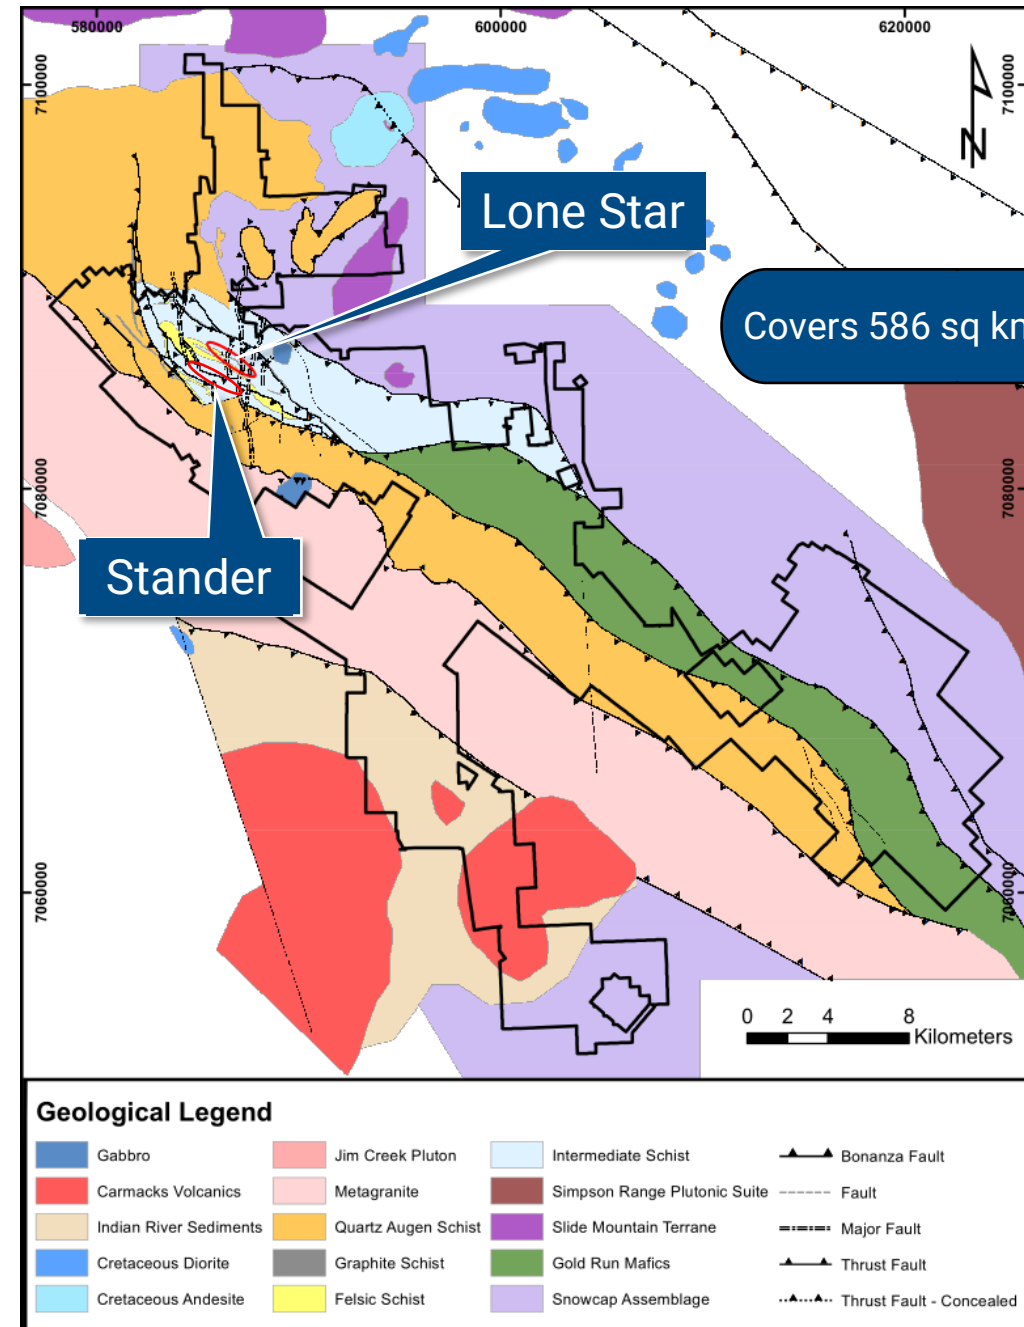 580000
600000
620000
7100000
7100000
N
Lone Star
Covers 586 sq km
7080000
7080000
Stander
7060000
7060000
0 2 4 8
Kilometers
Geological Legend
Gabbro
Jim Creek Pluton
Intermediate Schist
Bonanza Fault
Carmacks Volcanics
Metagranite
Simpson Range Plutonic Suite
Fault
Indian River Sediments
Quartz Augen Schist
Slide Mountain Terrane
Major Fault
Cretaceous Diorite
Graphite Schist
Gold Run Mafics
Thrust Fault
Cretaceous Andesite
Felsic Schist
Snowcap Assemblage
Thrust Fault - Concealed